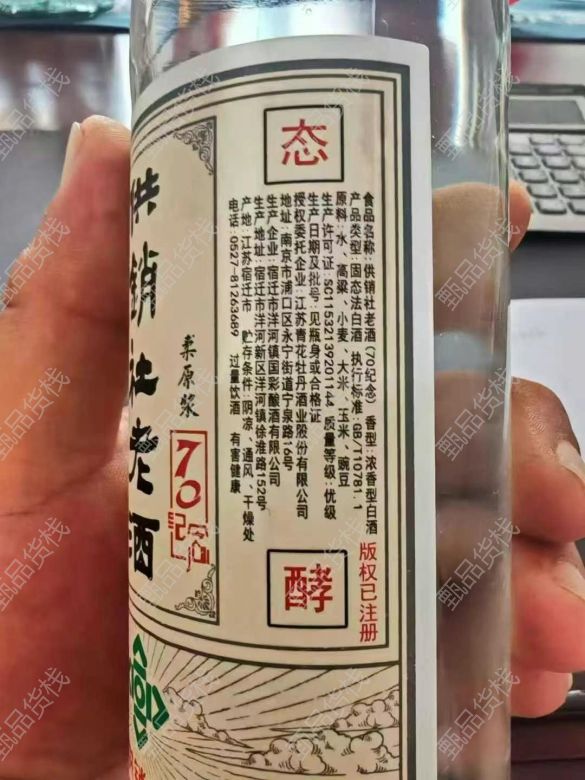 供销社老酒
柔原浆
70
纪念
态
食品名称：供销杜老酒（70纪念） 香型：浓香型白酒
产品类型：固态法白酒 执行标准：GB/T10781.1
原料：水、高粱、小麦、大米、玉米、豌豆
生产许可证：SC11532139201124 质量等级：优级
生产日期及批号：见瓶身或合格证
授权委托企业：江苏青花牡丹酒业股份有限公司
地址：南京市浦口区永宁街道宁泉路16号
生产企业：宿迁市洋河镇国彩酿酒有限公司
生产地址：宿迁市洋河新区洋河镇徐淮路152号
产地：江苏宿迁市 贮存条件：阴凉、通风、干燥处
电话：0527-81263689 过量饮酒 有害健康
酵
版权已注册
甄品货栈